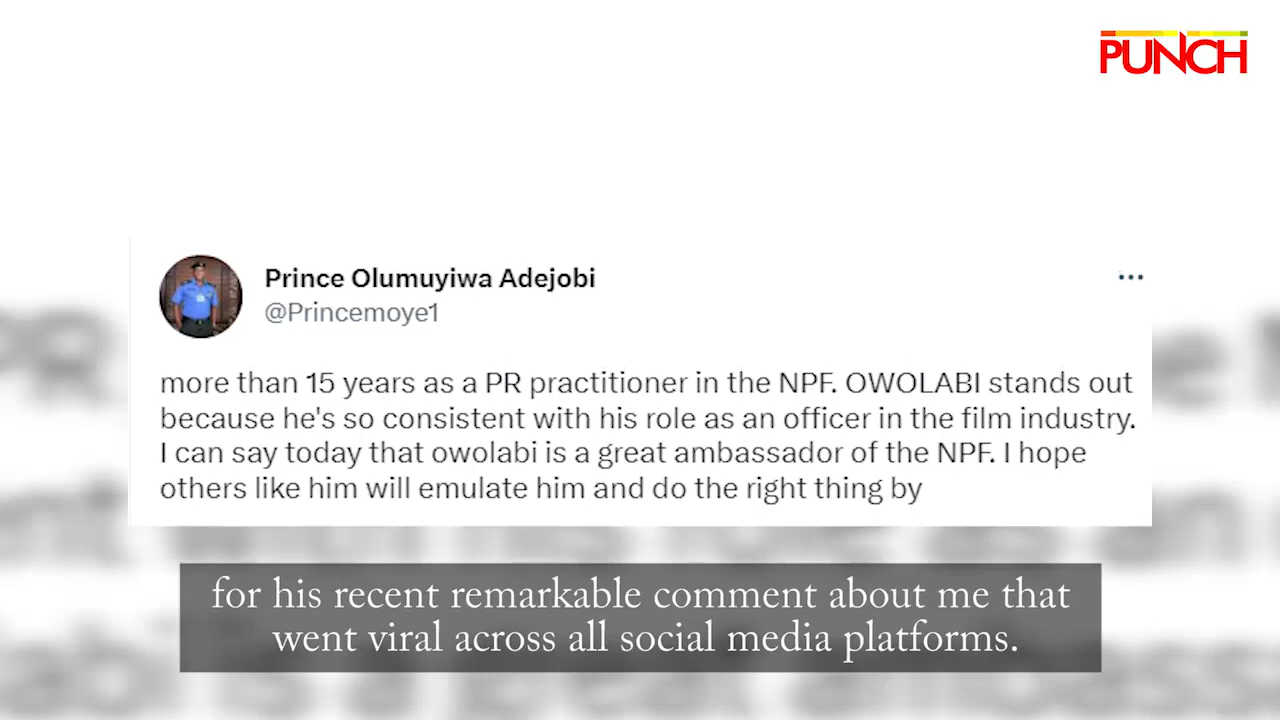 PUNCH
Prince Olumuyiwa Adejobi
@Princemoye1
more than 15 years as a PR practitioner in the NPF. OWOLABI stands out
because he's so consistent with his role as an officer in the film industry.
I can say today that owolabi is a great ambassador of the NPF. I hope
others like him will emulate him and do the right thing by
for his recent remarkable comment about me that
went viral across all social media platforms.